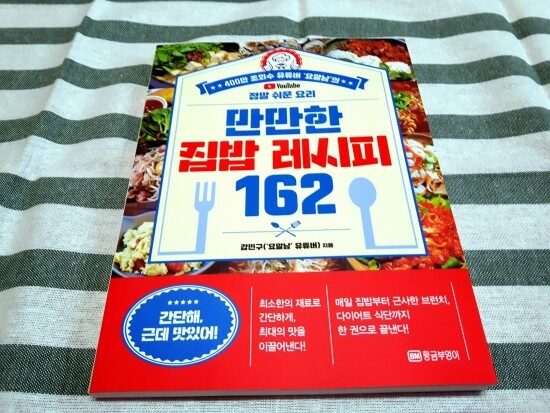 400만 조회수 유튜버 '요알남'의
YouTube
정말 쉬운 요리
만만한
집밥 레시피
162
강민구('요알남' 유튜버) 지음
간단해,
근데 맛있어!
최소한의 재료로
간단하게,
최대의 맛을
이끌어낸다!
매일 집밥부터 근사한 브런치,
다이어트 식단까지
한 권으로 끝낸다!
BM 황금부엉이